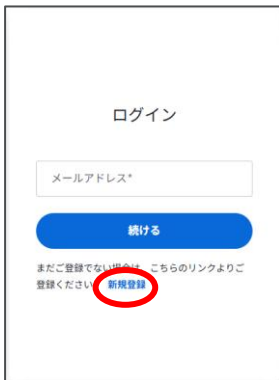 ログイン
メールアドレス*
続ける
まだご登録でない場合は、こちらのリンクよりご
登録ください 新規登録